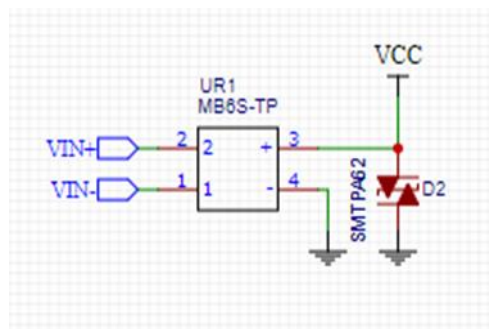 VCC
UR1
MB6S-TP
VIN+ 2 2 + 3
VIN- 1 1 - 4
SMTPA62
D2